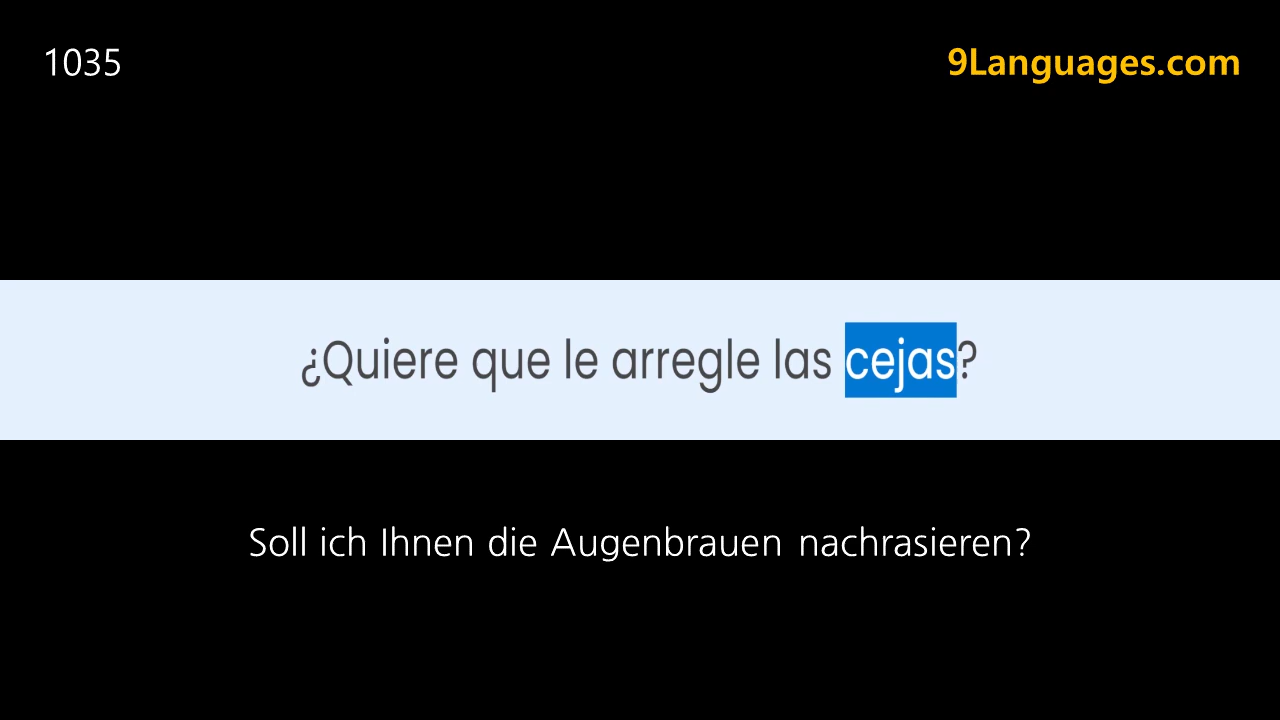 1035
9Languages.com
¿Quiere que le arregle las cejas?
Soll ich Ihnen die Augenbrauen nachrasieren?